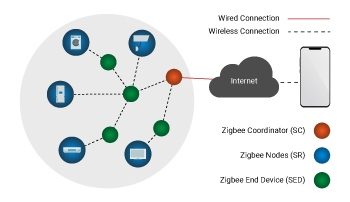 Wired Connection
Wireless Connection
Internet
Zigbee Coordinator (SC)
Zigbee Nodes (SR)
Zigbee End Device (SED)